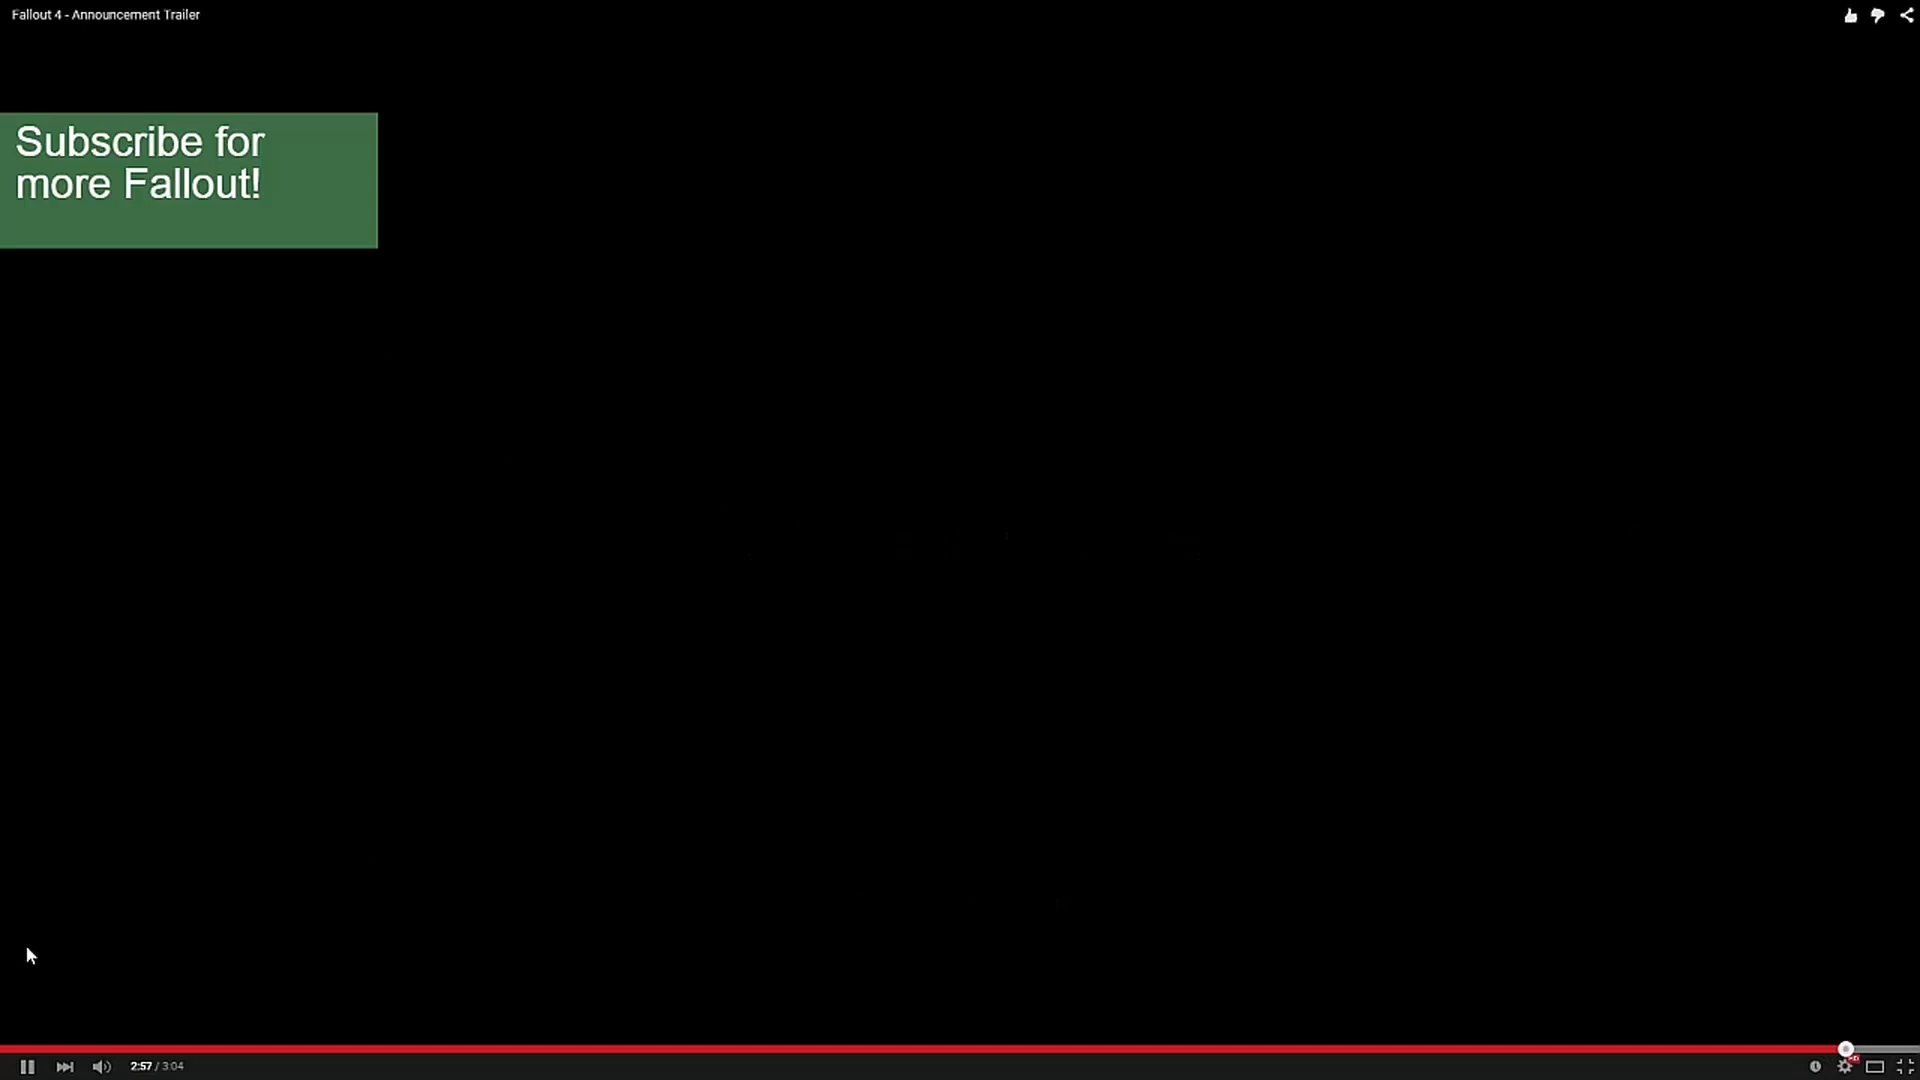 Fallout 4 - Announcement Trailer
Subscribe for
more Fallout!
2:57 / 3:04